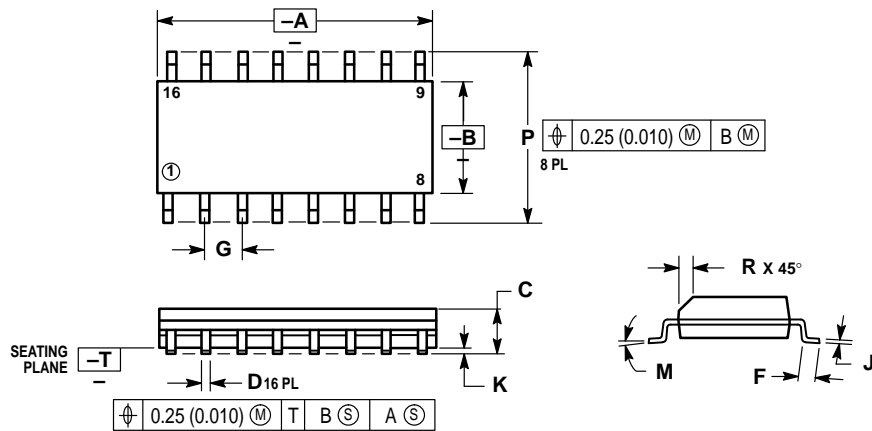 –A
–
16
9
–B
–
P
⌖ 0.25 (0.010) Ⓜ B Ⓜ
8 PL
①
8
G
C
R X 45°
SEATING
PLANE
–T
–
D 16 PL
K
M
F
J
⌖ 0.25 (0.010) Ⓜ T B Ⓢ A Ⓢ